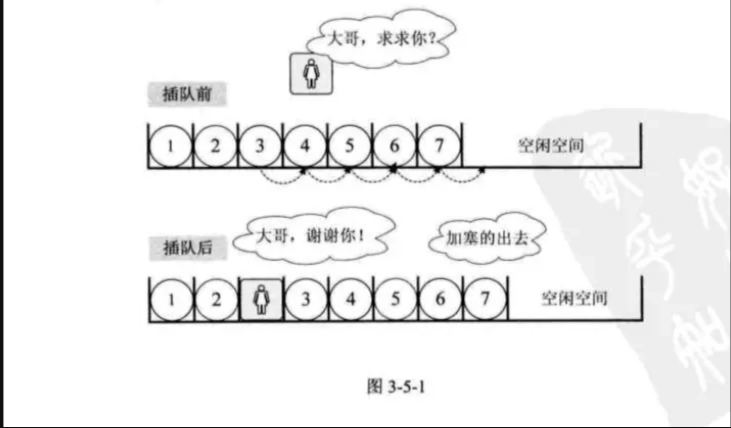 大哥，求求你？
插队前
1 2 3 4 5 6 7 空闲空间
插队后
大哥，谢谢你！
加塞的出去
1 2 3 4 5 6 7 空闲空间
图 3-5-1